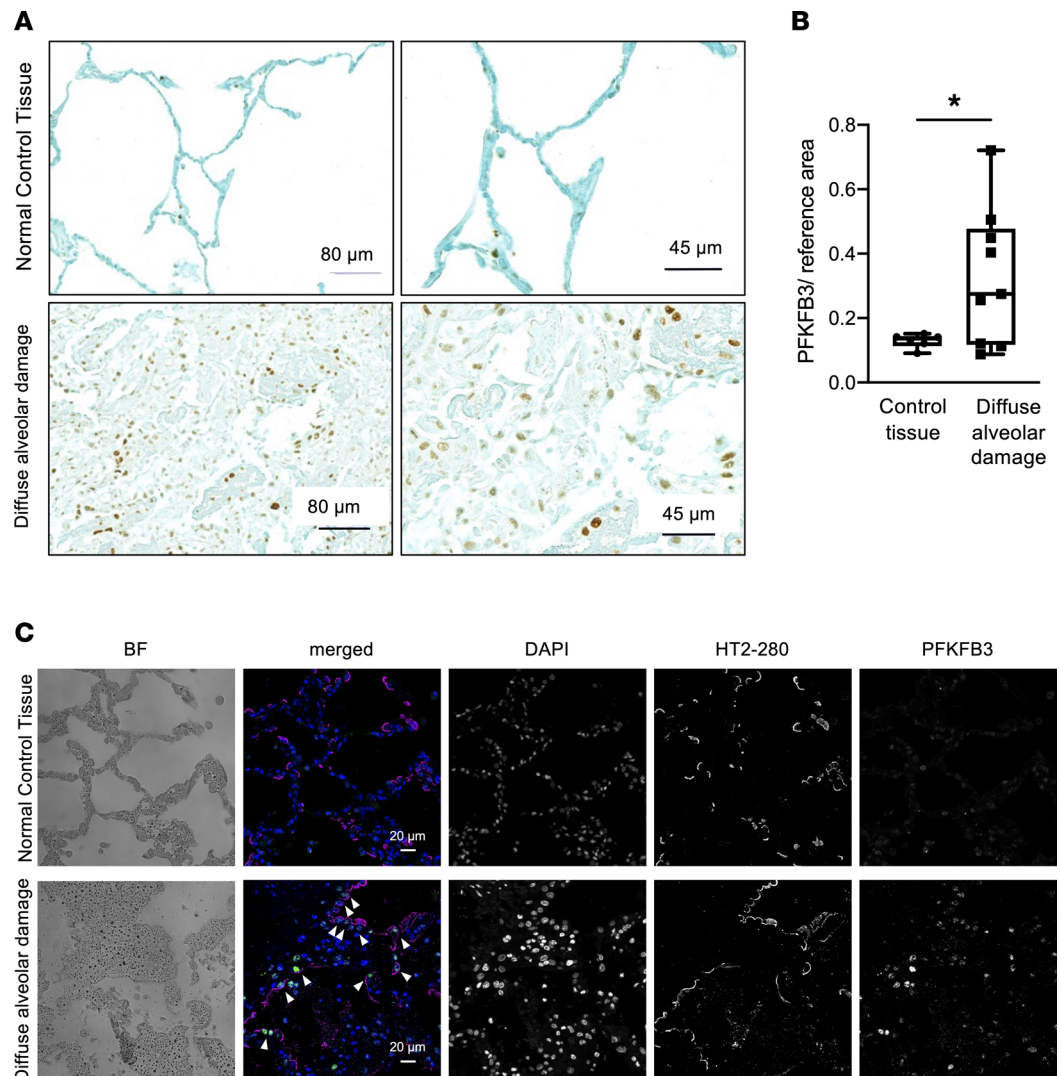 A
Normal Control Tissue
80 µm
45 µm
Diffuse alveolar damage
80 µm
45 µm
B
*
PFKFB3/ reference area
0.8
0.6
0.4
0.2
0.0
Control
tissue
Diffuse
alveolar
damage
C
BF
merged
DAPI
HT2-280
PFKFB3
Normal Control Tissue
20 µm
Diffuse alveolar damage
20 µm